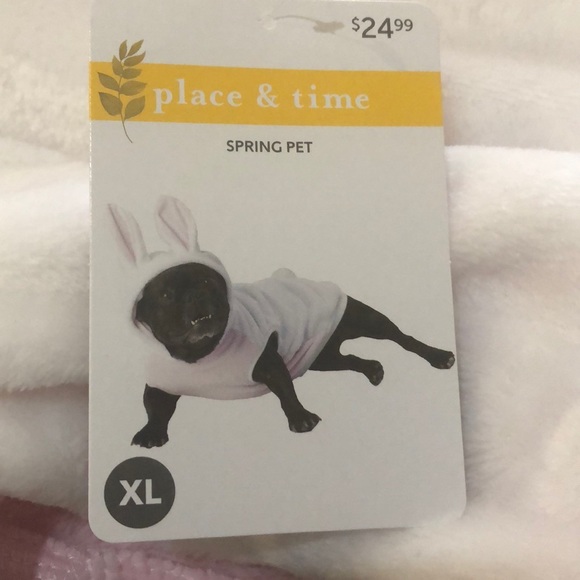 $24.99
place & time
SPRING PET
XL